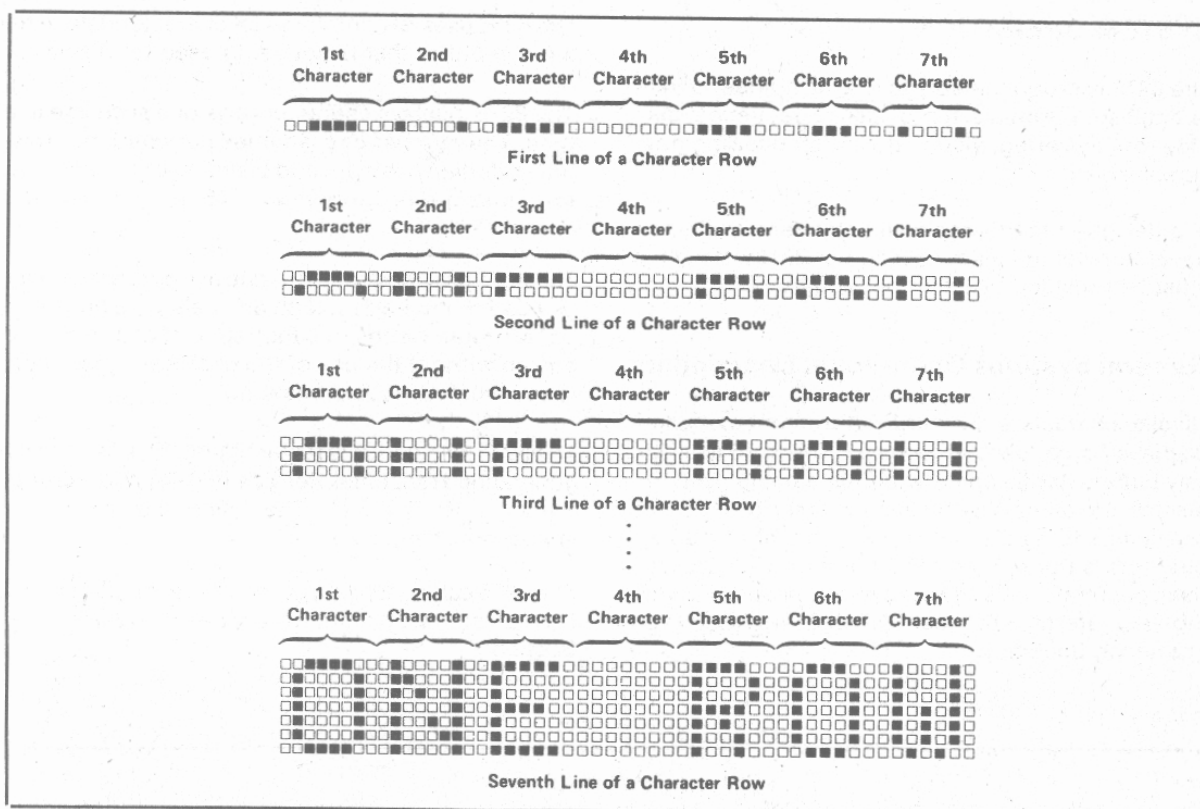 1st 2nd 3rd 4th 5th 6th 7th
Character Character Character Character Character Character Character
First Line of a Character Row
1st 2nd 3rd 4th 5th 6th 7th
Character Character Character Character Character Character Character
Second Line of a Character Row
1st 2nd 3rd 4th 5th 6th 7th
Character Character Character Character Character Character Character
Third Line of a Character Row
1st 2nd 3rd 4th 5th 6th 7th
Character Character Character Character Character Character Character
Seventh Line of a Character Row